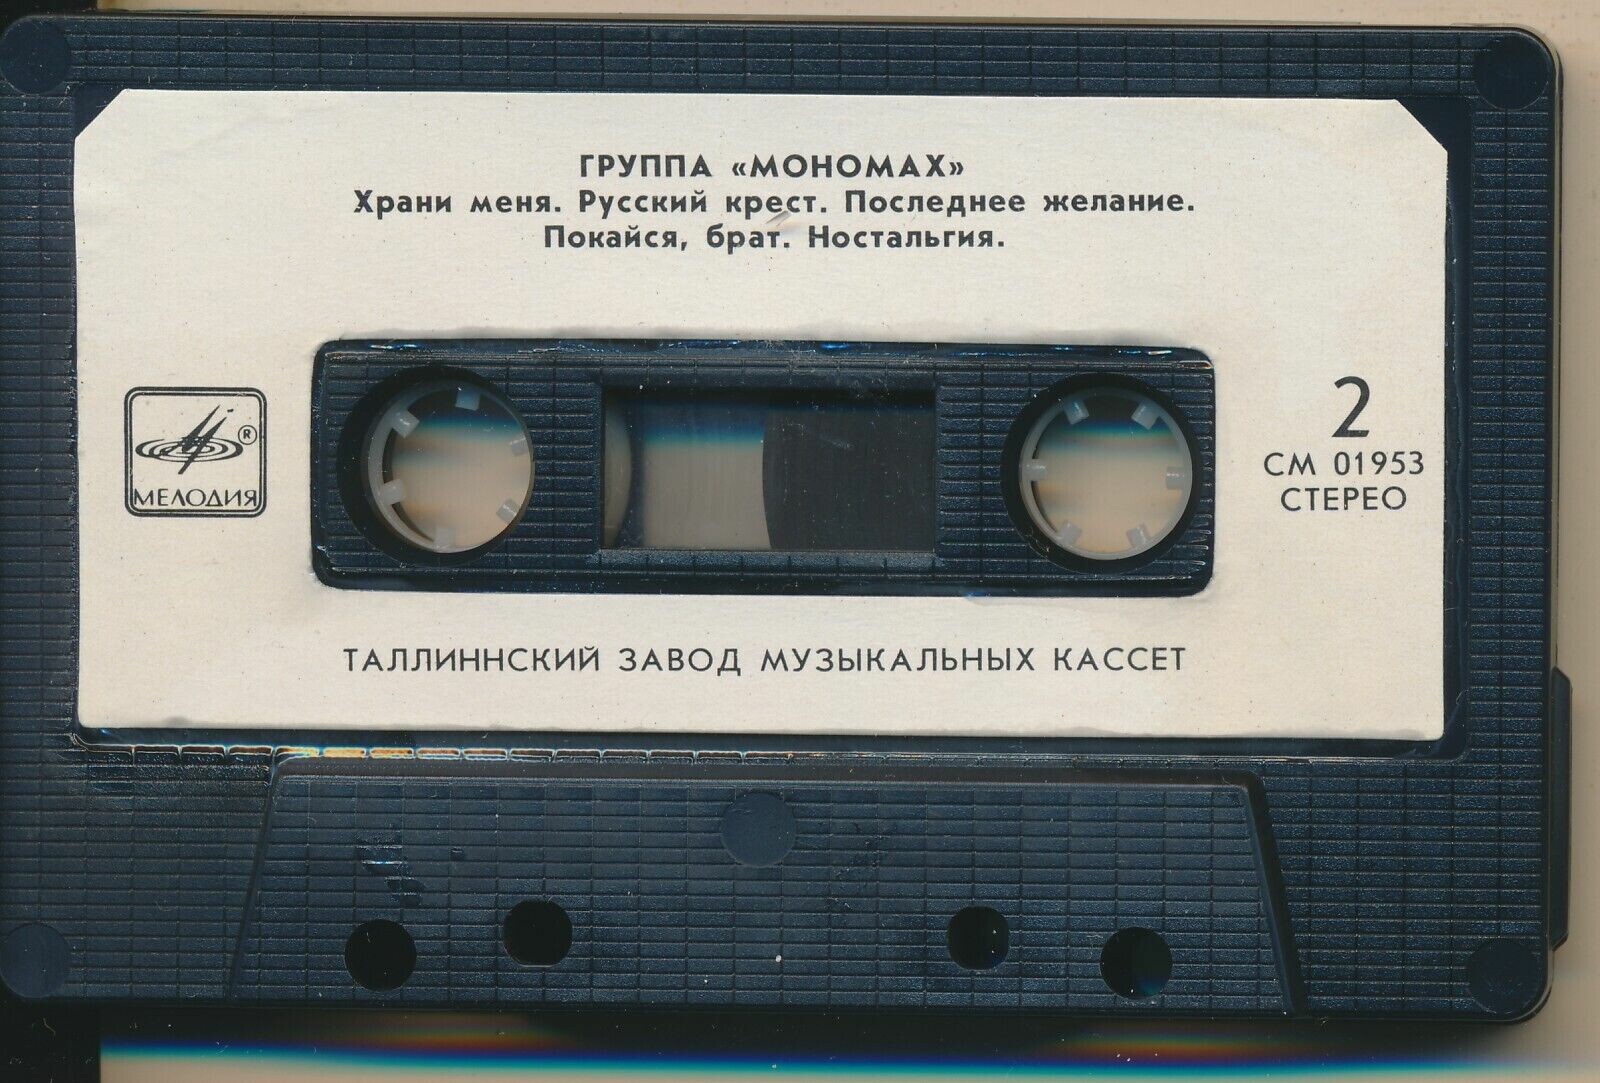 ГРУППА «МОНОМАХ»
Храни меня. Русский крест. Последнее желание.
Покайся, брат. Ностальгия.
®
МЕЛОДИЯ
2
СМ 01953
СТЕРЕО
ТАЛЛИННСКИЙ ЗАВОД МУЗЫКАЛЬНЫХ КАССЕТ